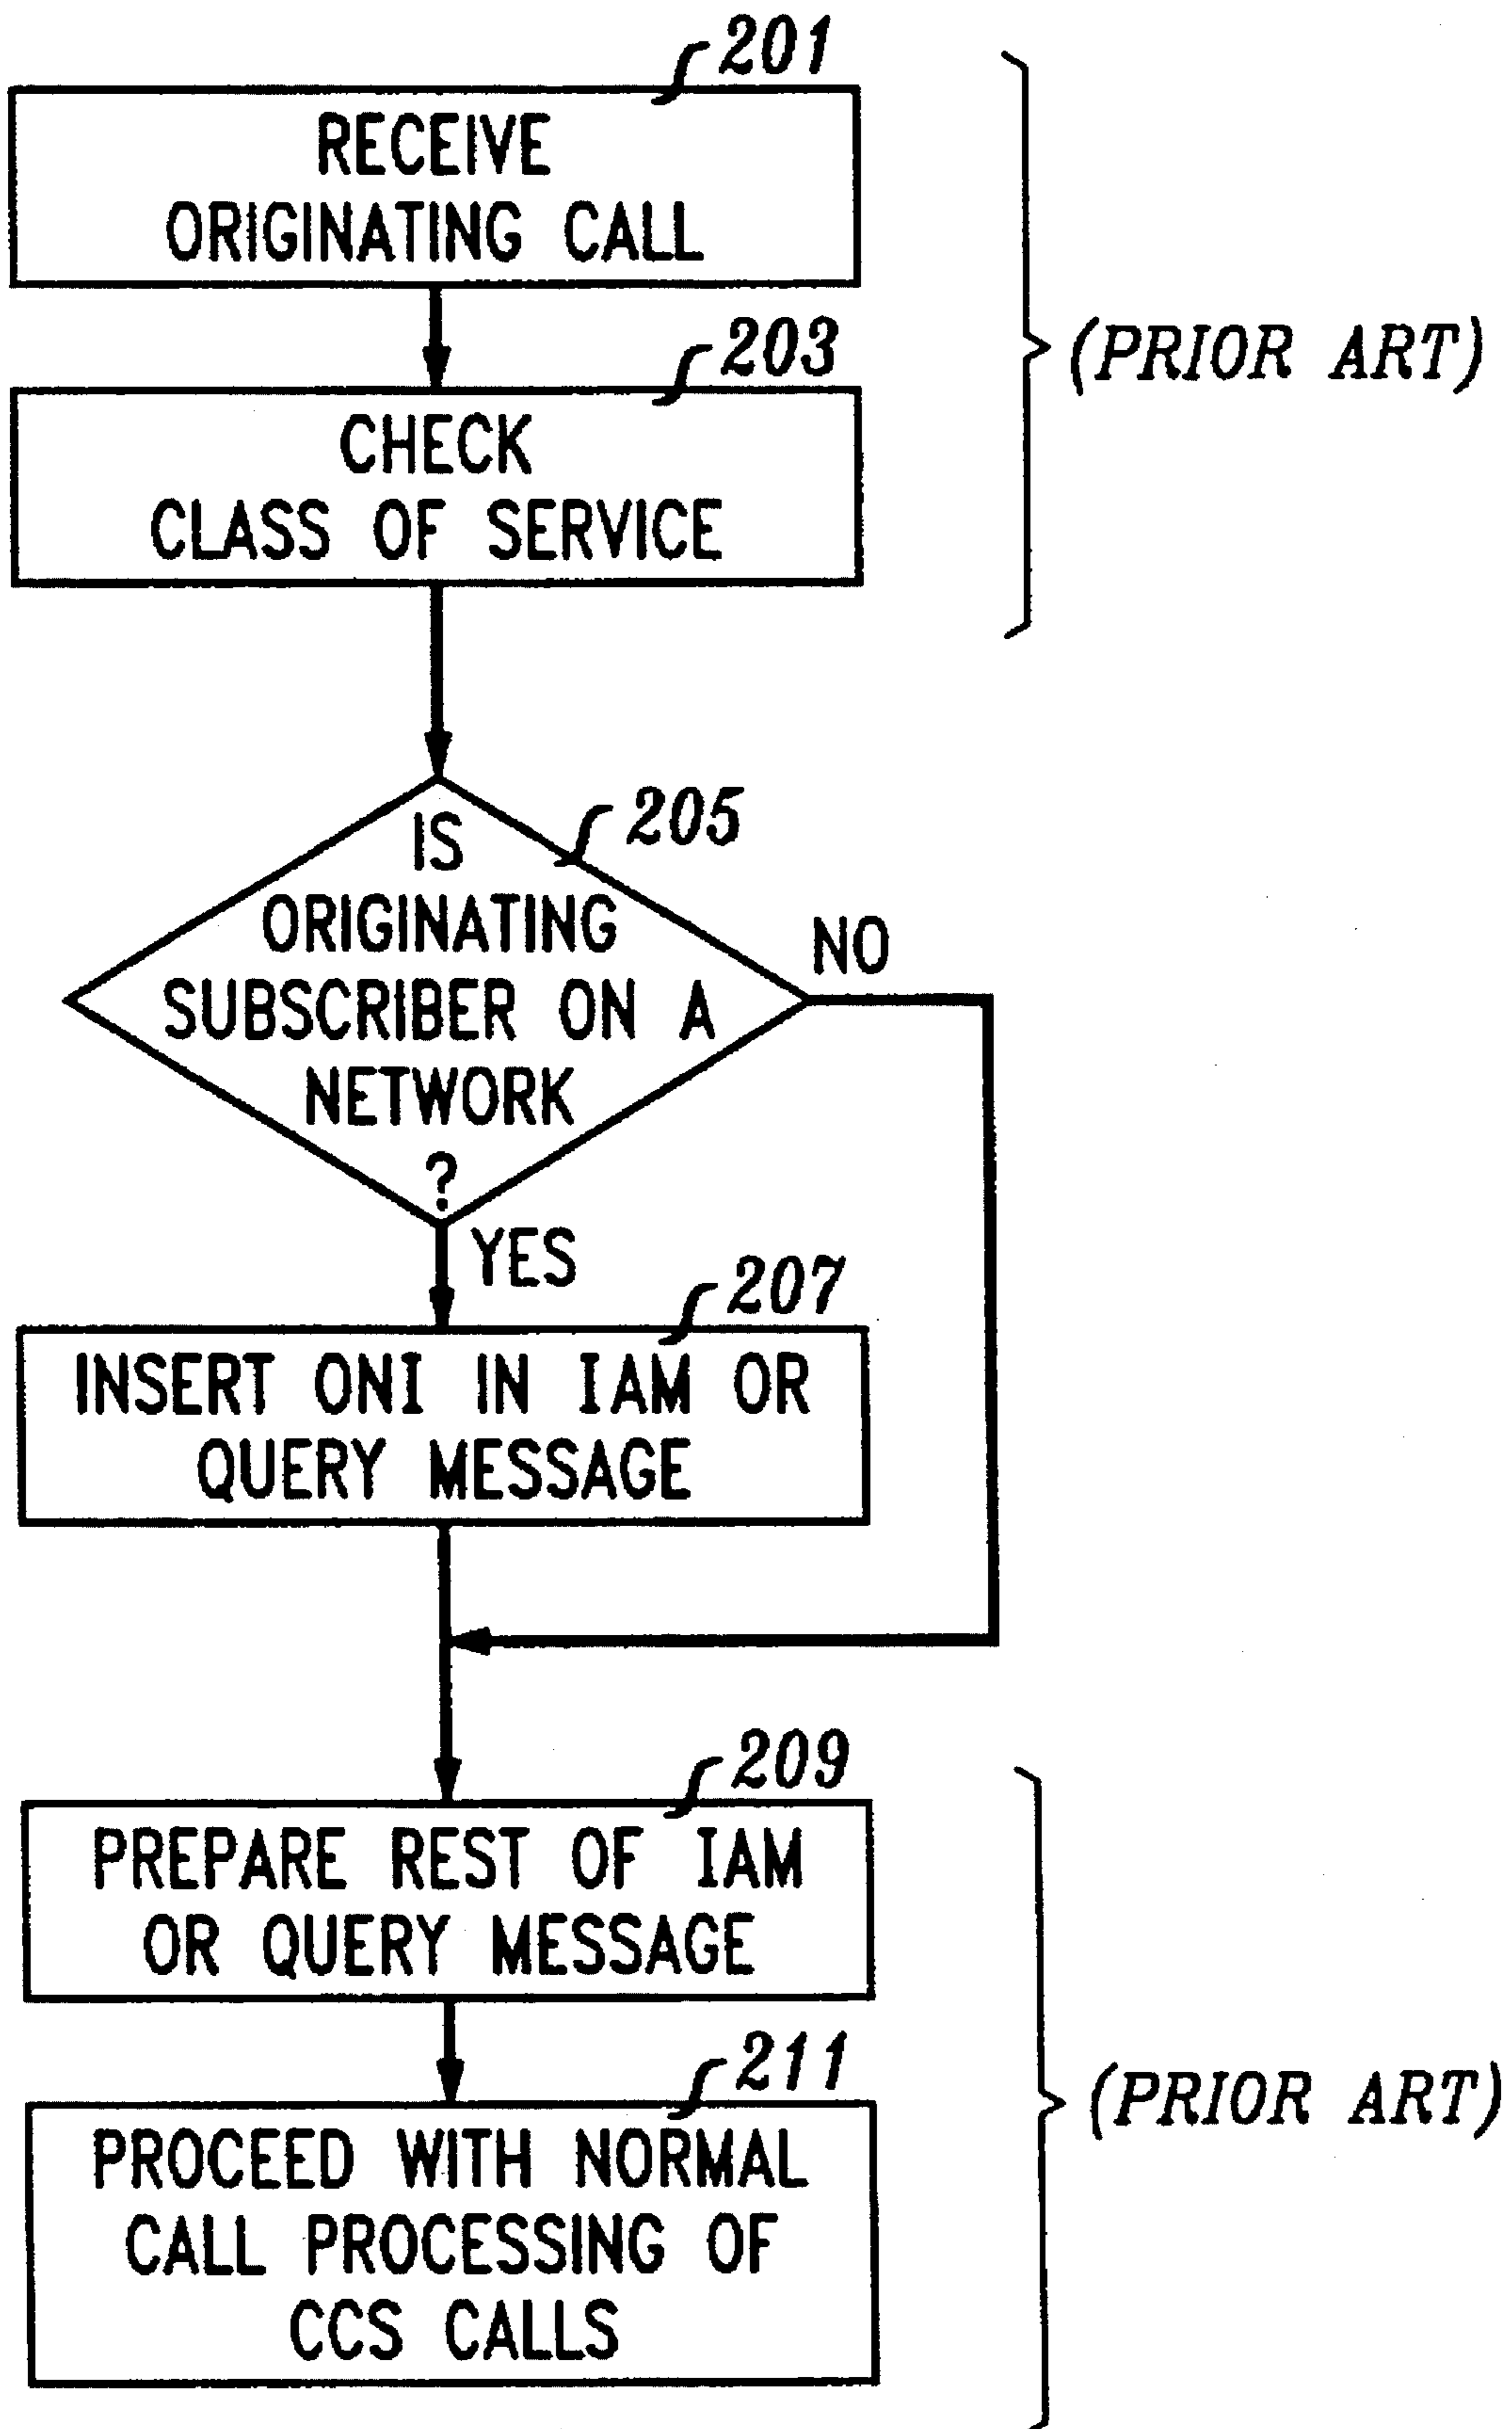 201
RECEIVE
ORIGINATING CALL
(PRIOR ART)
203
CHECK
CLASS OF SERVICE
205
IS
ORIGINATING
SUBSCRIBER ON A
NETWORK
?
NO
YES
207
INSERT ONI IN IAM OR
QUERY MESSAGE
209
PREPARE REST OF IAM
OR QUERY MESSAGE
211
PROCEED WITH NORMAL
CALL PROCESSING OF
CCS CALLS
(PRIOR ART)